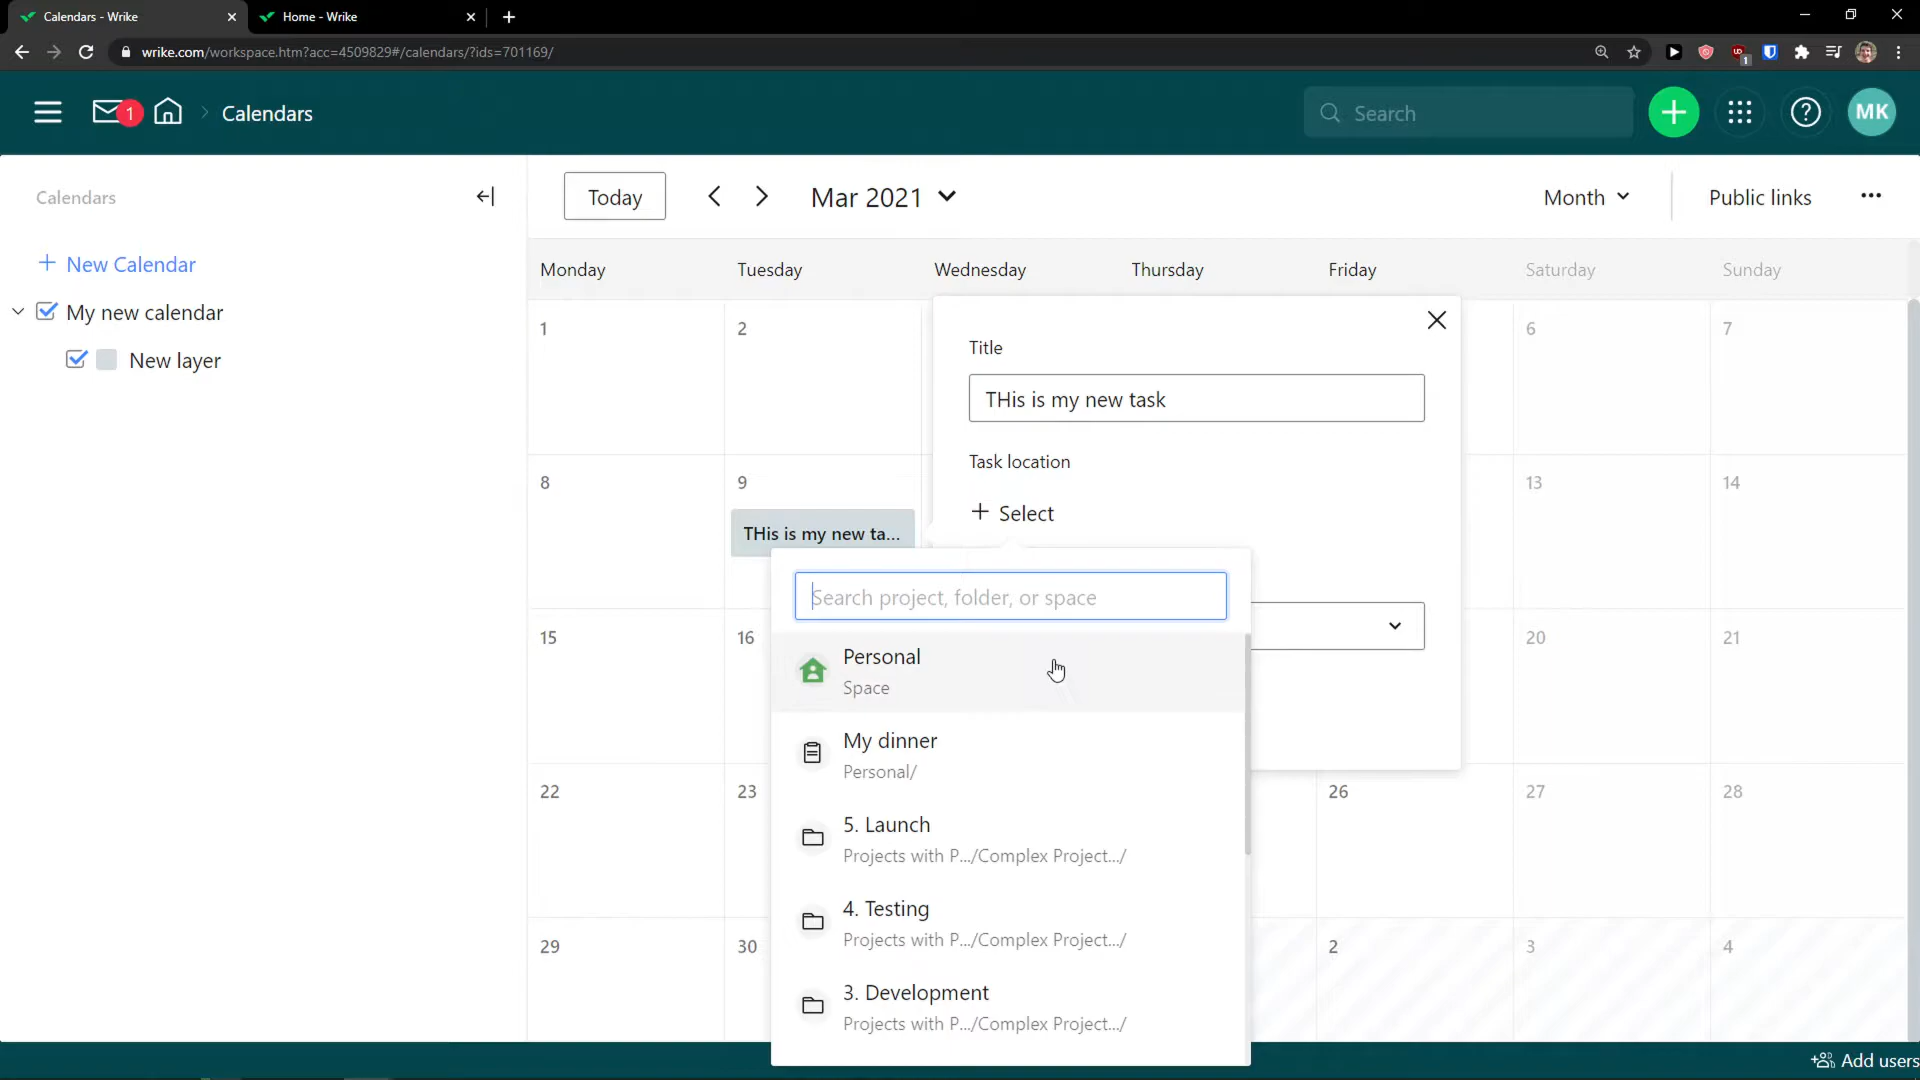 Calendars - Wrike
Home - Wrike
wrike.com/workspace.htm?acc=4509829#/calendars/?ids=701169/
1
1
Calendars
Search
MK
Calendars
Today
Mar 2021
Month
Public links
New Calendar
My new calendar
New layer
Monday
Tuesday
Wednesday
Thursday
Friday
Saturday
Sunday
1
2
6
7
Title
THis is my new task
Task location
Select
8
9
13
14
THis is my new ta...
Search project, folder, or space
15
16
20
21
Personal
Space
My dinner
Personal/
22
23
26
27
28
5. Launch
Projects with P.../Complex Project.../
4. Testing
Projects with P.../Complex Project.../
29
30
2
3
4
3. Development
Projects with P.../Complex Project.../
Add users